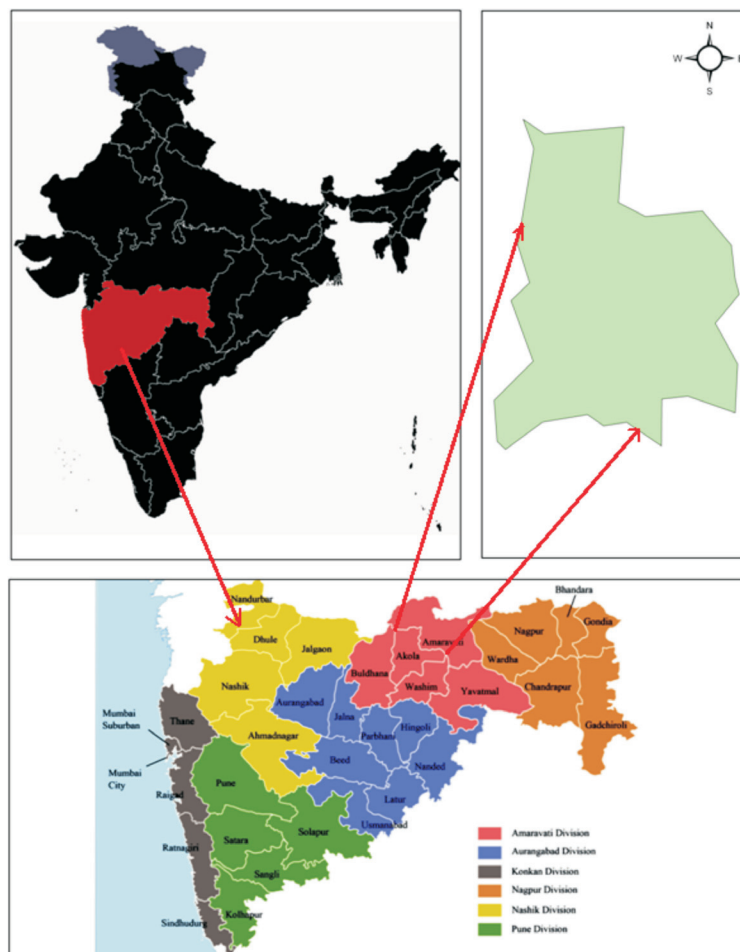 N
W
E
S
Nandurbar
Dhule
Jalgaon
Nashik
Ahmadnagar
Buldhana
Akola
Amaravati
Washim
Yavatmal
Wardha
Nagpur
Bhandara
Gondia
Chandrapur
Gadchiroli
Aurangabad
Jalna
Parbhani
Hingoli
Beed
Nanded
Latur
Usmanabad
Thane
Mumbai
Suburban
Mumbai
City
Raigad
Ratnagiri
Sindhudurg
Pune
Satara
Solapur
Sangli
Kolhapur
Amaravati Division
Aurangabad Division
Konkan Division
Nagpur Division
Nashik Division
Pune Division